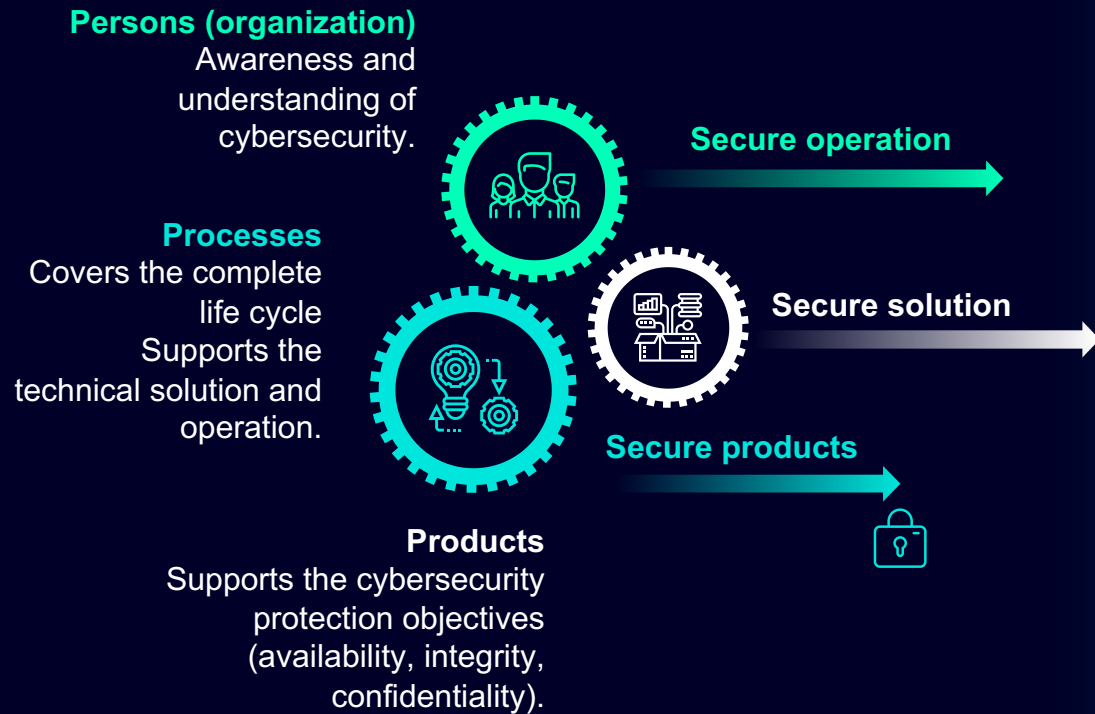 Persons (organization)
Awareness and
understanding of
cybersecurity.
Secure operation
Processes
Covers the complete
life cycle
Supports the
technical solution and
operation.
Secure solution
Secure products
Products
Supports the cybersecurity
protection objectives
(availability, integrity,
confidentiality).